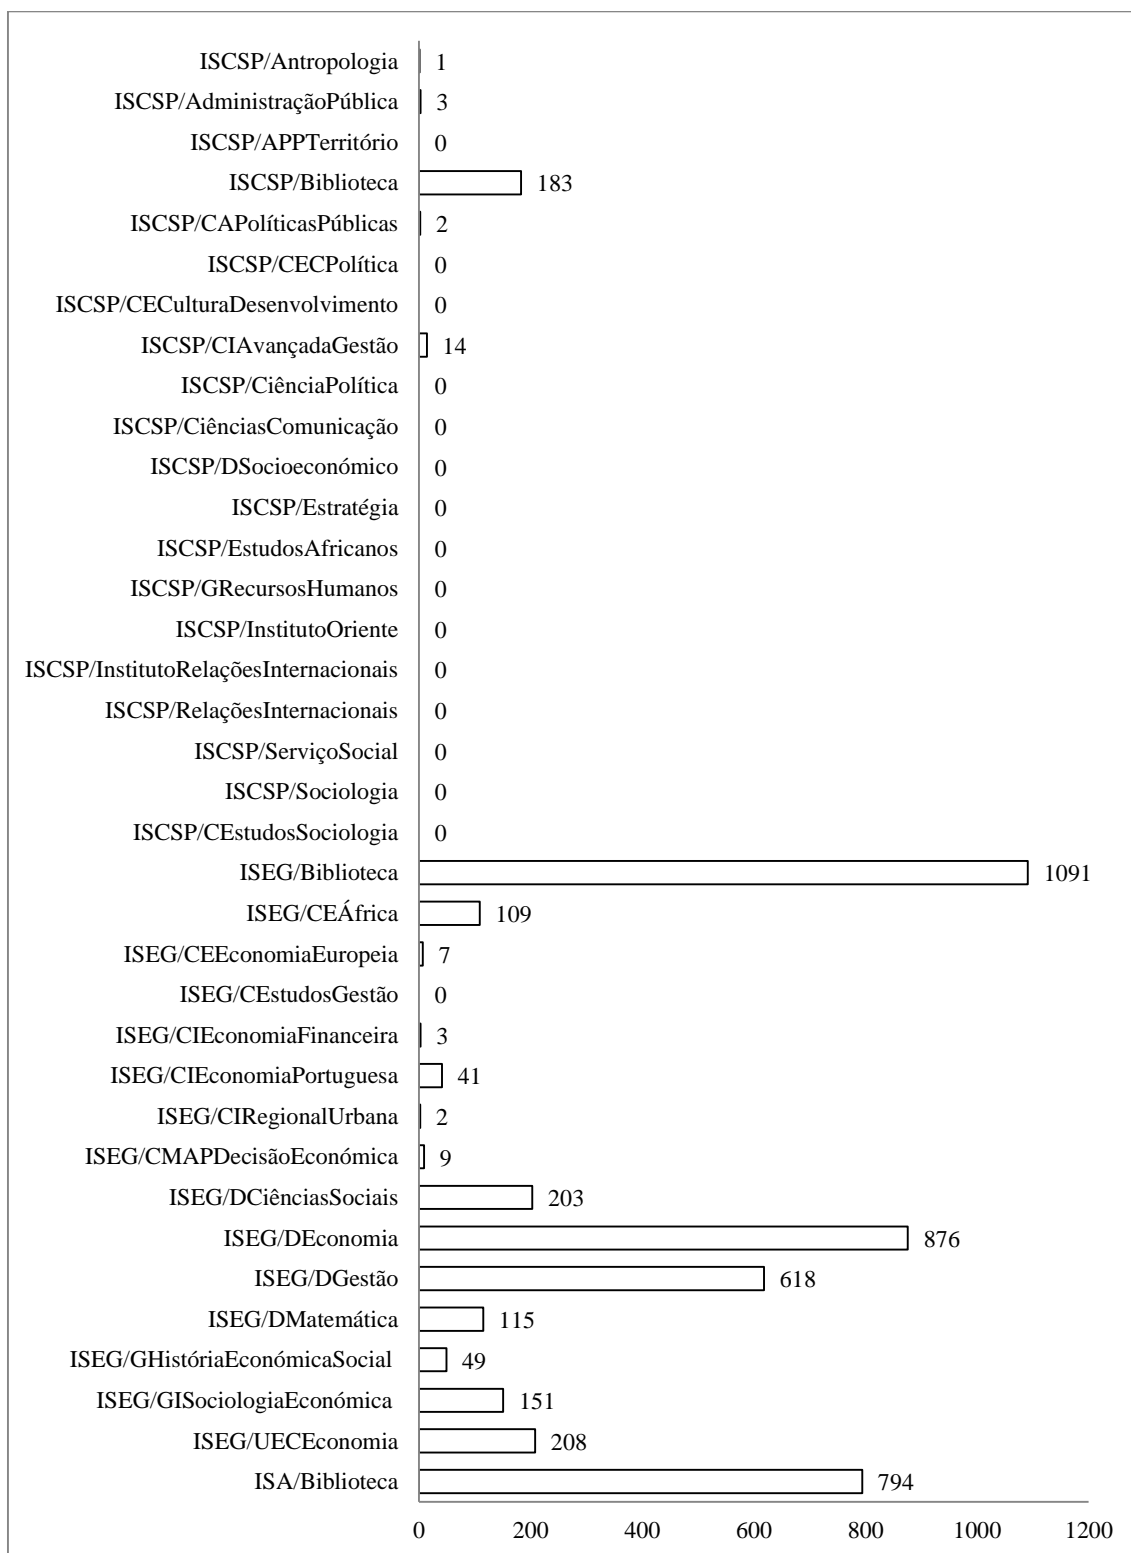 ISCSP/Antropologia 1
ISCSP/AdministraçãoPública 3
ISCSP/APPTerritório 0
ISCSP/Biblioteca 183
ISCSP/CAPolíticasPúblicas 2
ISCSP/CECPolítica 0
ISCSP/CECulturaDesenvolvimento 0
ISCSP/CIAvançadaGestão 14
ISCSP/CiênciaPolítica 0
ISCSP/CiênciasComunicação 0
ISCSP/DSocioeconómico 0
ISCSP/Estratégia 0
ISCSP/EstudosAfricanos 0
ISCSP/GRecursosHumanos 0
ISCSP/InstitutoOriente 0
ISCSP/InstitutoRelaçõesInternacionais 0
ISCSP/RelaçõesInternacionais 0
ISCSP/ServiçoSocial 0
ISCSP/Sociologia 0
ISCSP/CEstudosSociologia 0
ISEG/Biblioteca 1091
ISEG/CEÁfrica 109
ISEG/CEEconomiaEuropeia 7
ISEG/CEstudosGestão 0
ISEG/CIEconomiaFinanceira 3
ISEG/CIEconomiaPortuguesa 41
ISEG/CIRegionalUrbana 2
ISEG/CMAPDecisãoEconómica 9
ISEG/DCiênciasSociais 203
ISEG/DEconomia 876
ISEG/DGestão 618
ISEG/DMatemática 115
ISEG/GHistóriaEconómicaSocial 49
ISEG/GISociologiaEconómica 151
ISEG/UECEconomia 208
ISA/Biblioteca 794
0 200 400 600 800 1000 1200